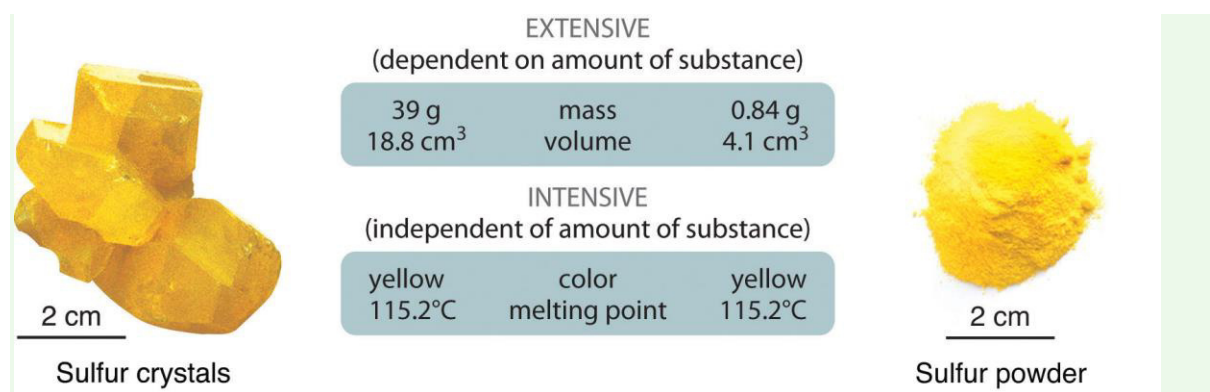 EXTENSIVE
(dependent on amount of substance)
39 g mass 0.84 g
18.8 cm³ volume 4.1 cm³
INTENSIVE
(independent of amount of substance)
yellow color yellow
115.2°C melting point 115.2°C
2 cm 2 cm
Sulfur crystals Sulfur powder